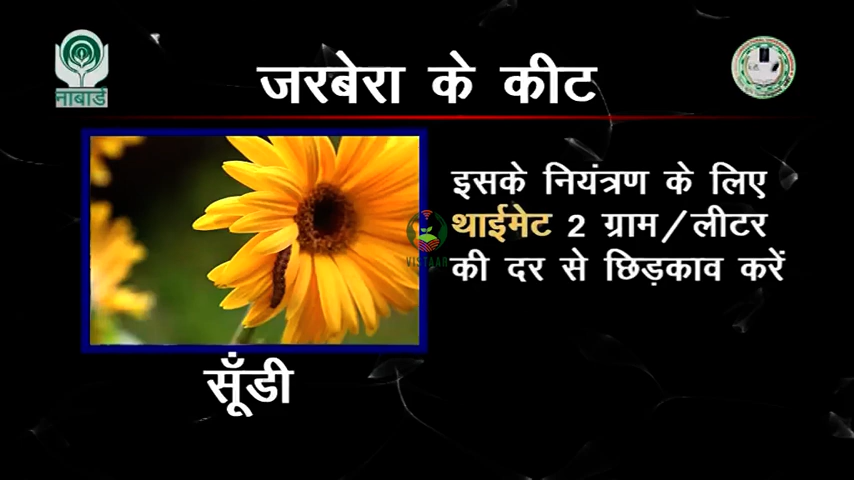 नाबार्ड
जरबेरा के कीट
इसके नियंत्रण के लिए
थाईमेट 2 ग्राम/लीटर
की दर से छिड़काव करें
VISTAAR
सूँडी